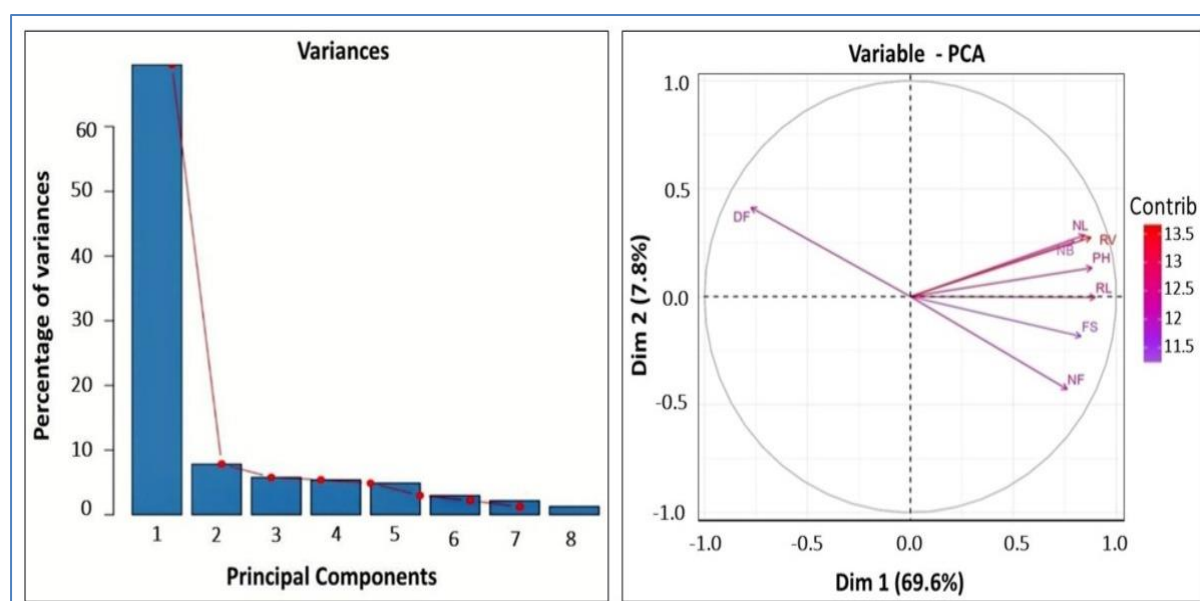 Variances
Percentage of variances
60
50
40
30
20
10
0
1 2 3 4 5 6 7 8
Principal Components
Variable - PCA
Dim 2 (7.8%)
1.0
0.5
0.0
-0.5
-1.0
DF
NL
RV
NB
PH
RL
FS
NF
-1.0 -0.5 0.0 0.5 1.0
Dim 1 (69.6%)
Contrib
13.5
13
12.5
12
11.5